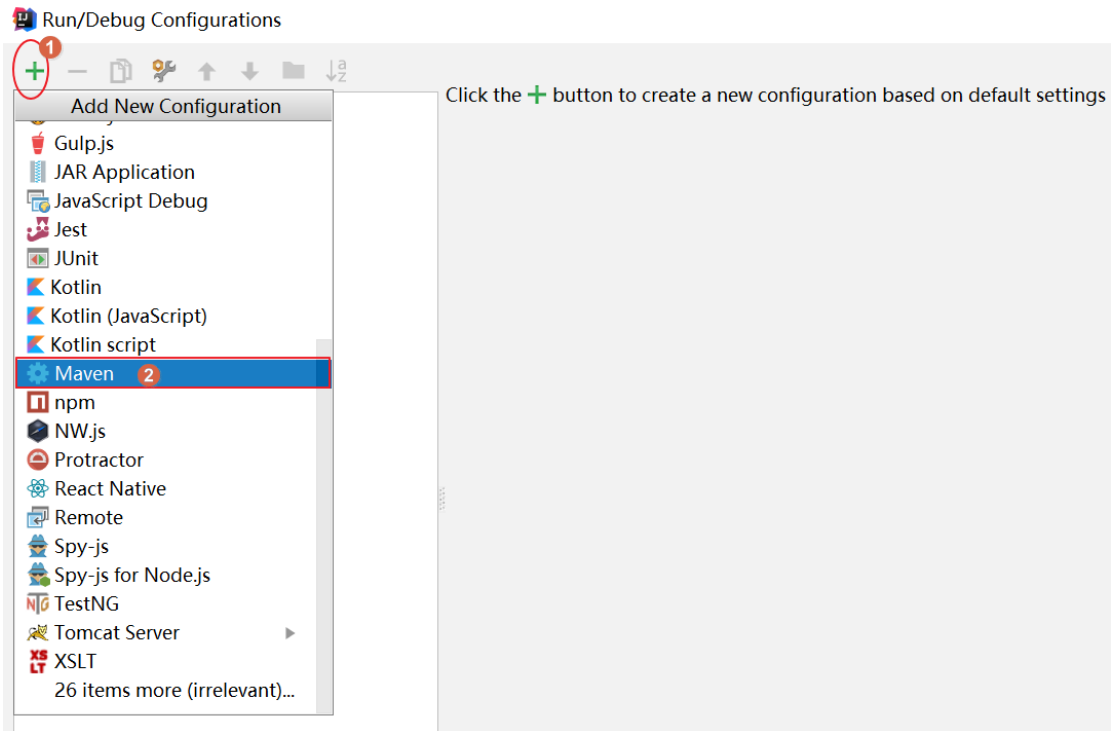 Run/Debug Configurations
1
Click the + button to create a new configuration based on default settings
Add New Configuration
Gulp.js
JAR Application
JavaScript Debug
Jest
JUnit
Kotlin
Kotlin (JavaScript)
Kotlin script
Maven 2
npm
NW.js
Protractor
React Native
Remote
Spy-js
Spy-js for Node.js
TestNG
Tomcat Server
XSLT
26 items more (irrelevant)...